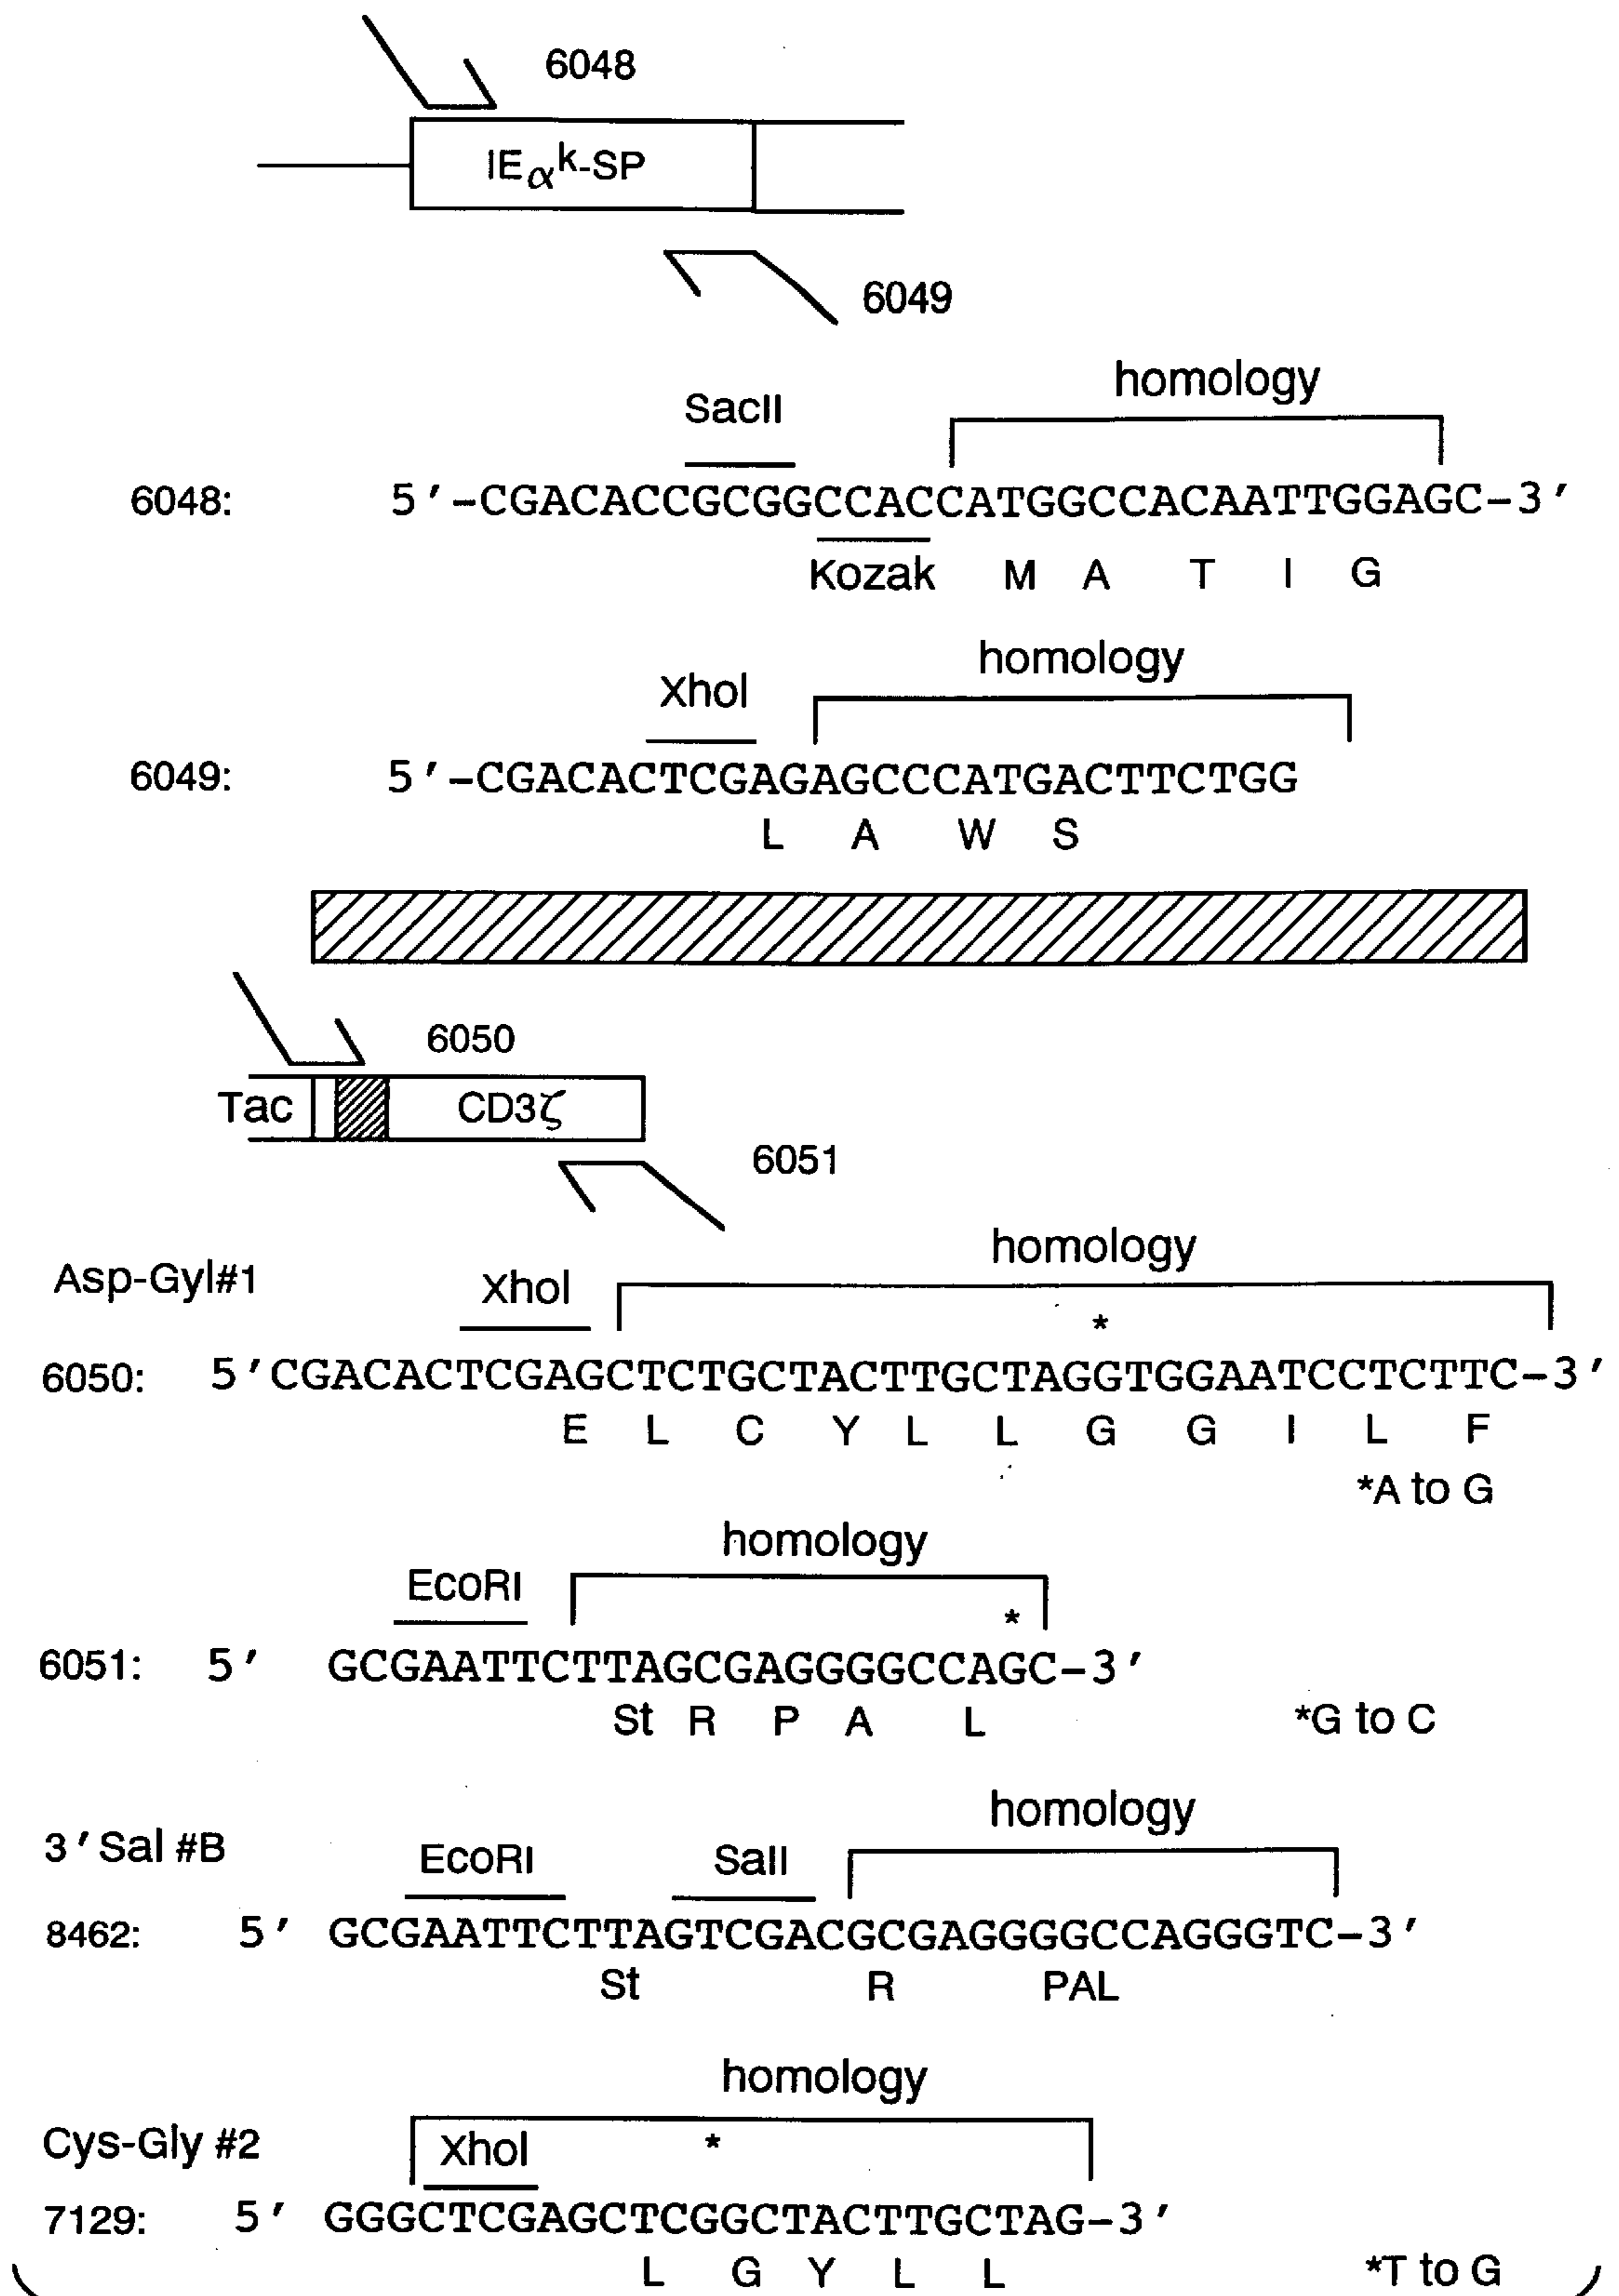 6048
IEαk-SP
6049
homology
SacII
6048: 5'-CGACACCGCGGCCACCATGGCCACAATTGGAGC-3'
Kozak M A T I G
homology
XhoI
6049: 5'-CGACACTCGAGAGCCCATGACTTCTGG
L A W S
6050
Tac CD3ζ
6051
homology
Asp-Gyl#1 XhoI
*
6050: 5'CGACACTCGAGCTCTGCTACTTGCTAGGTGGAATCCTCTTC-3'
E L C Y L L G G I L F
*A to G
homology
EcoRI
*
6051: 5' GCGAATTCTTAGCGAGGGGCCAGC-3'
St R P A L *G to C
homology
3'Sal #B EcoRI SalI
8462: 5' GCGAATTCTTAGTCGACGCGAGGGGCCAGGGTC-3'
St R PAL
homology
Cys-Gly #2 XhoI *
7129: 5' GGGCTCGAGCTCGGCTACTTGCTAG-3'
L G Y L L *T to G